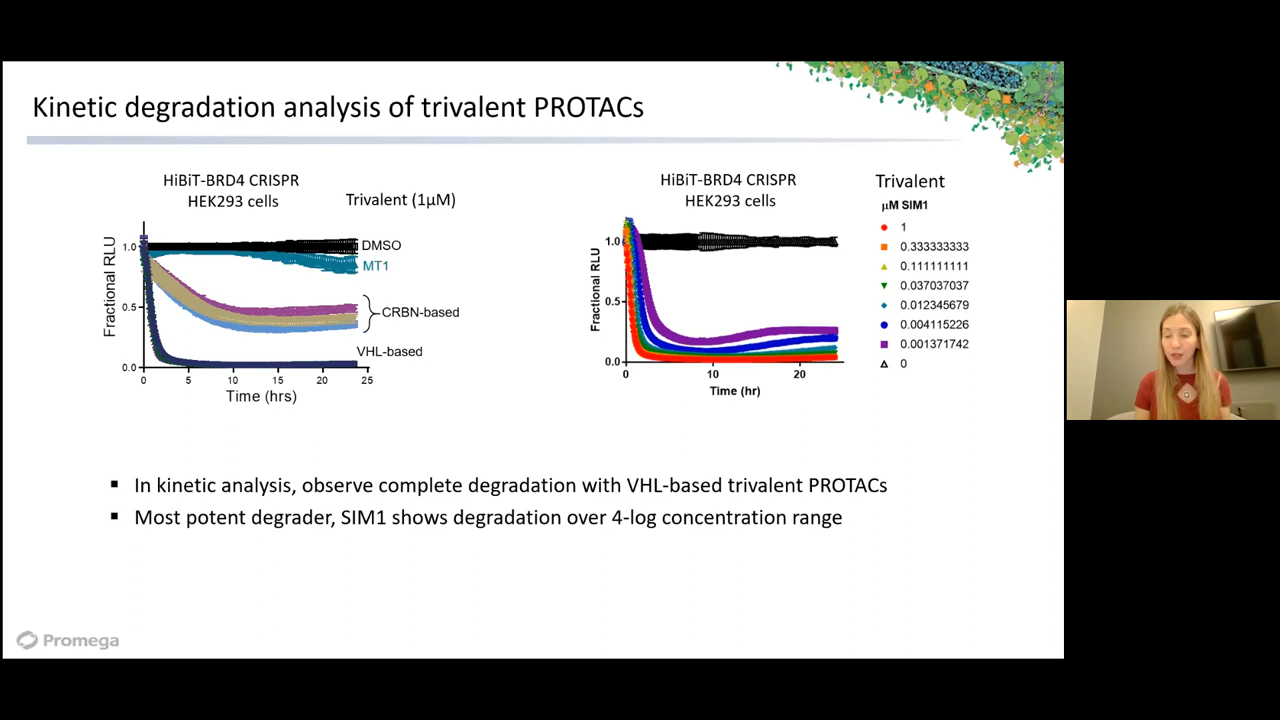 Kinetic degradation analysis of trivalent PROTACs
HiBiT-BRD4 CRISPR
HEK293 cells
Trivalent (1µM)
Fractional RLU
1.0
0.5
0.0
0
5
10
15
20
25
Time (hrs)
DMSO
MT1
CRBN-based
VHL-based
HiBiT-BRD4 CRISPR
HEK293 cells
Fractional RLU
1.0
0.5
0.0
0
10
20
Time (hr)
Trivalent
µM SIM1
1
0.333333333
0.111111111
0.037037037
0.012345679
0.004115226
0.001371742
0
▪ In kinetic analysis, observe complete degradation with VHL-based trivalent PROTACs
▪ Most potent degrader, SIM1 shows degradation over 4-log concentration range
Promega